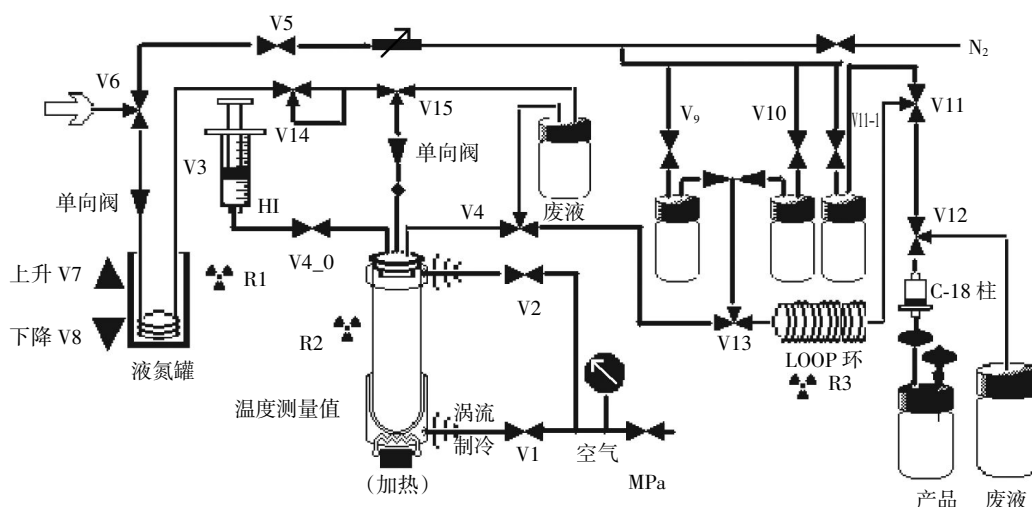 V5
N₂
V6
V15
V₉
V10
V11-1
V11
V14
V3
单向阀
单向阀
HI
废液
V4
V12
V4_0
上升 V7
R1
C-18 柱
V2
下降 V8
R2
V13
LOOP 环
液氮罐
R3
温度测量值
涡流
制冷
V1
空气
(加热)
MPa
产品
废液